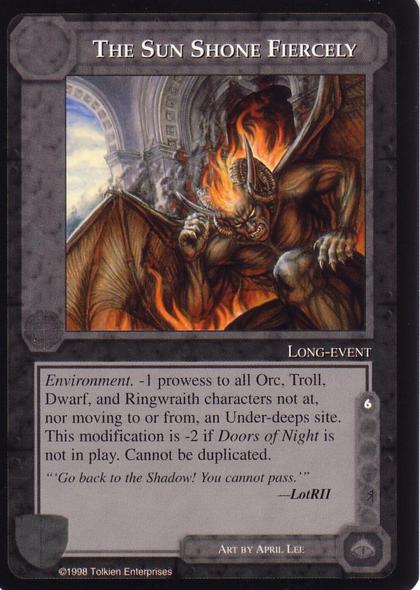 THE SUN SHONE FIERCELY
LONG-EVENT
Environment. -1 prowess to all Orc, Troll,
Dwarf, and Ringwraith characters not at,
nor moving to or from, an Under-deeps site.
This modification is -2 if Doors of Night is
not in play. Cannot be duplicated.
6
“‘Go back to the Shadow! You cannot pass.’”
—LotRII
ART BY APRIL LEE
©1998 Tolkien Enterprises